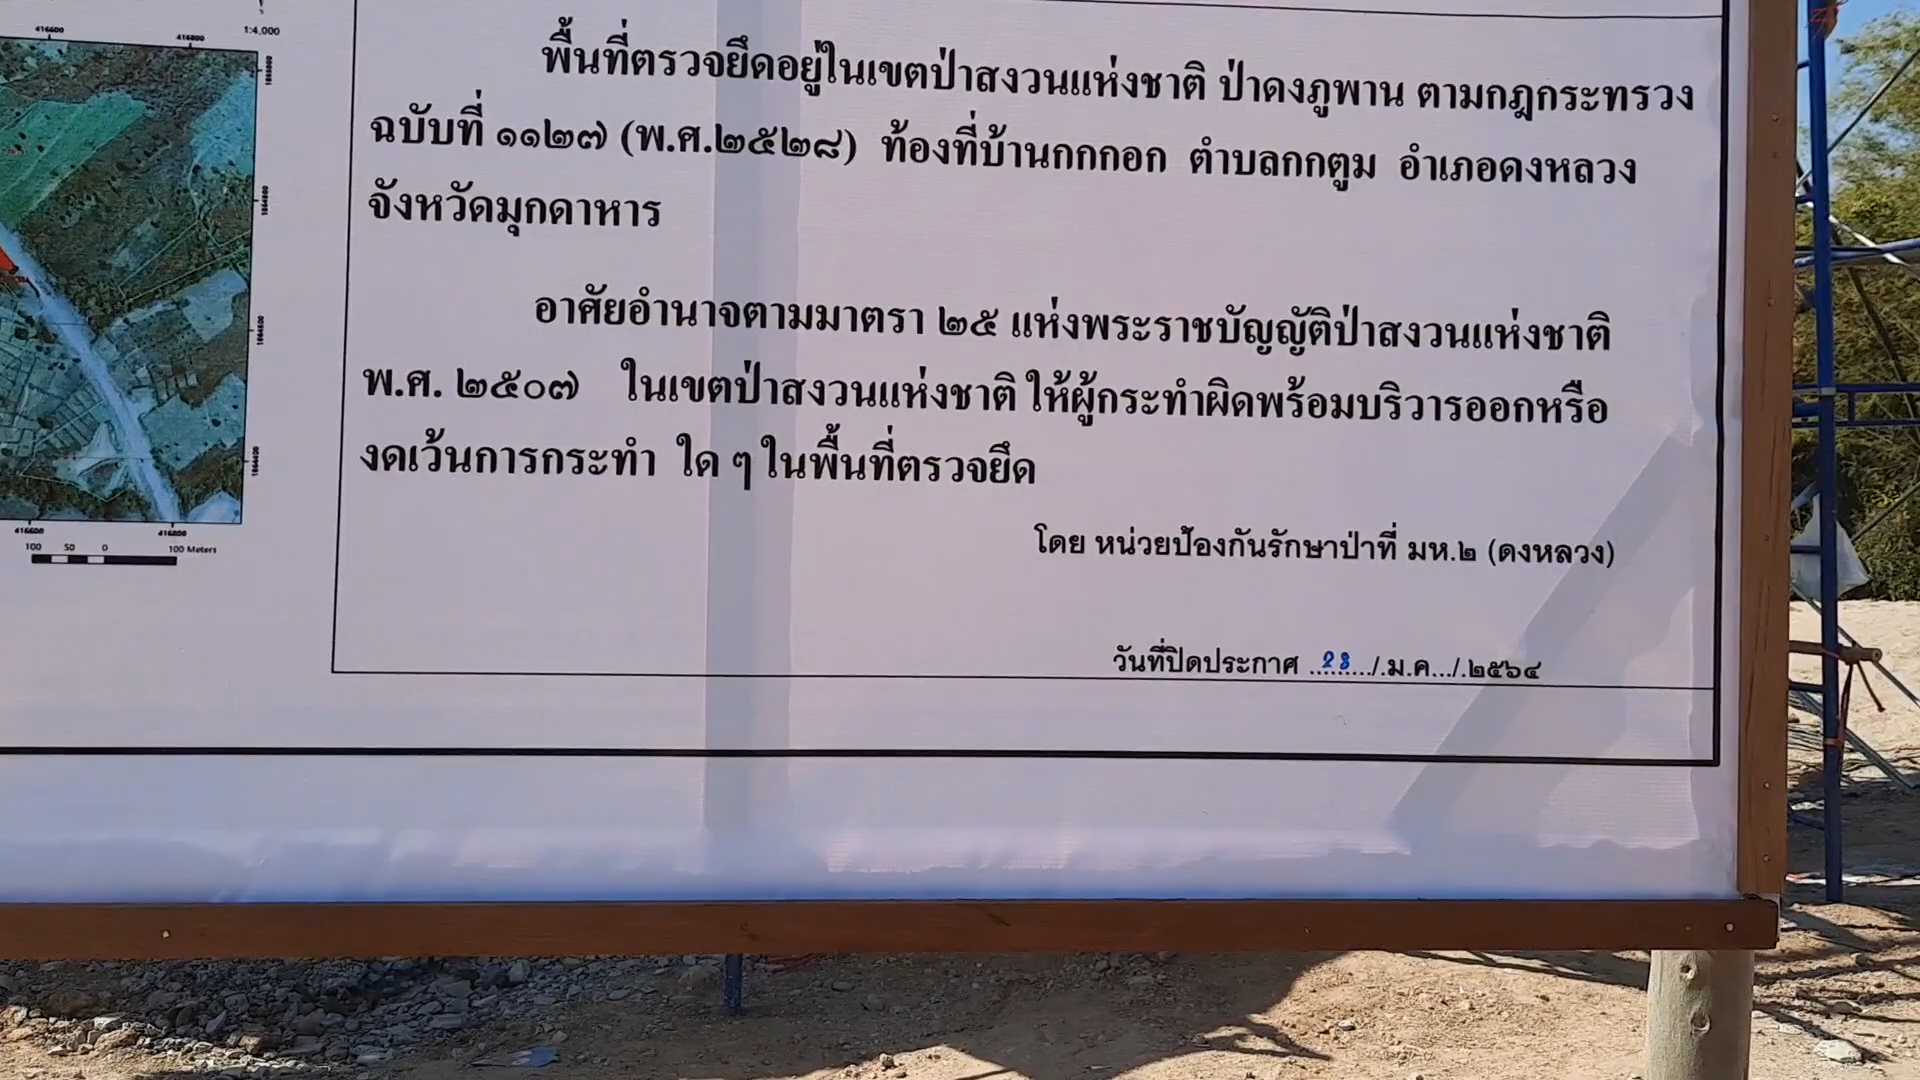 1:4,000
416600 416800
พื้นที่ตรวจยึดอยู่ในเขตป่าสงวนแห่งชาติ ป่าดงภูพาน ตามกฎกระทรวง
ฉบับที่ ๑๑๒๗ (พ.ศ.๒๕๒๘) ท้องที่บ้านกกกอก ตำบลกกตูม อำเภอดงหลวง
จังหวัดมุกดาหาร
อาศัยอำนาจตามมาตรา ๒๕ แห่งพระราชบัญญัติป่าสงวนแห่งชาติ
พ.ศ. ๒๕๐๗ ในเขตป่าสงวนแห่งชาติ ให้ผู้กระทำผิดพร้อมบริวารออกหรือ
งดเว้นการกระทำ ใด ๆ ในพื้นที่ตรวจยึด
416600 416800
100 50 0 100 Meters
โดย หน่วยป้องกันรักษาป่าที่ มห.๒ (ดงหลวง)
วันที่ปิดประกาศ ........./.ม.ค.../.๒๕๖๔